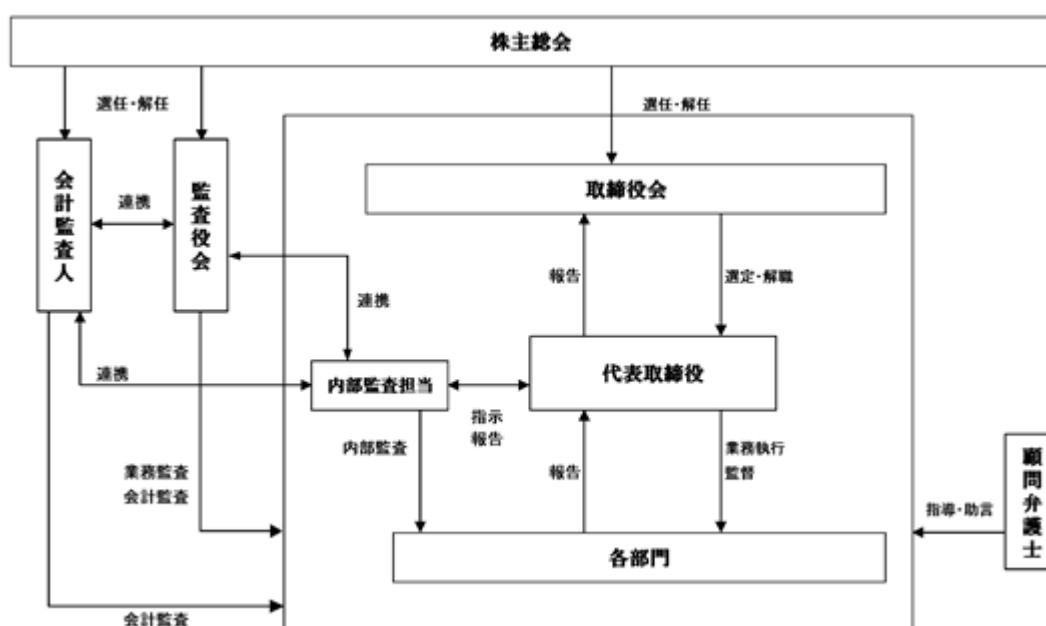 株主総会
選任・解任
選任・解任
会計監査人
連携
監査役会
取締役会
報告
選定・解職
連携
代表取締役
連携
内部監査担当
指示
報告
内部監査
報告
業務執行
監督
業務監査
会計監査
顧問弁護士
指導・助言
各部門
会計監査